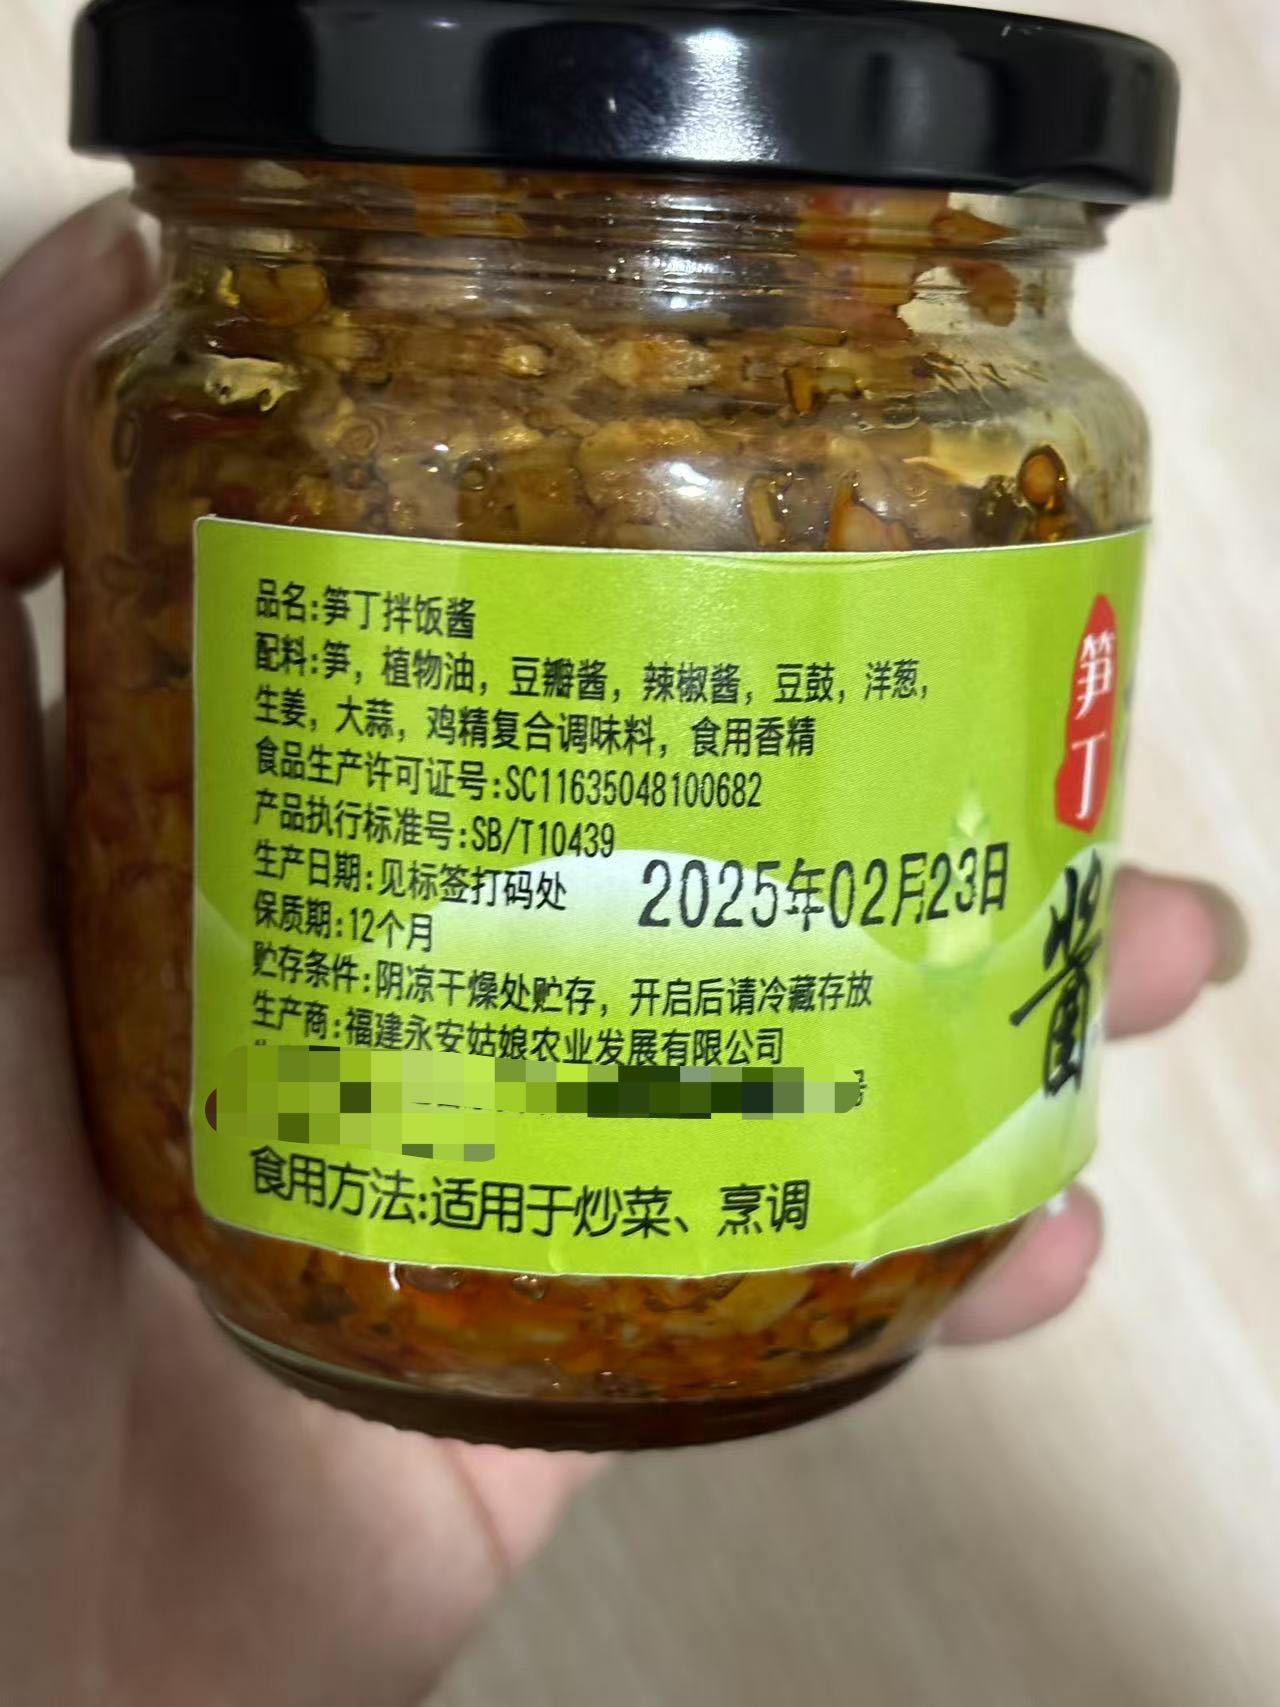 品名:笋丁拌饭酱
配料:笋，植物油，豆瓣酱，辣椒酱，豆鼓，洋葱，
生姜，大蒜，鸡精复合调味料，食用香精
食品生产许可证号:SC11635048100682
产品执行标准号:SB/T10439
生产日期:见标签打码处
2025年02月23日
保质期:12个月
贮存条件:阴凉干燥处贮存，开启后请冷藏存放
生产商:福建永安姑娘农业发展有限公司
食用方法:适用于炒菜、烹调
笋丁
酱